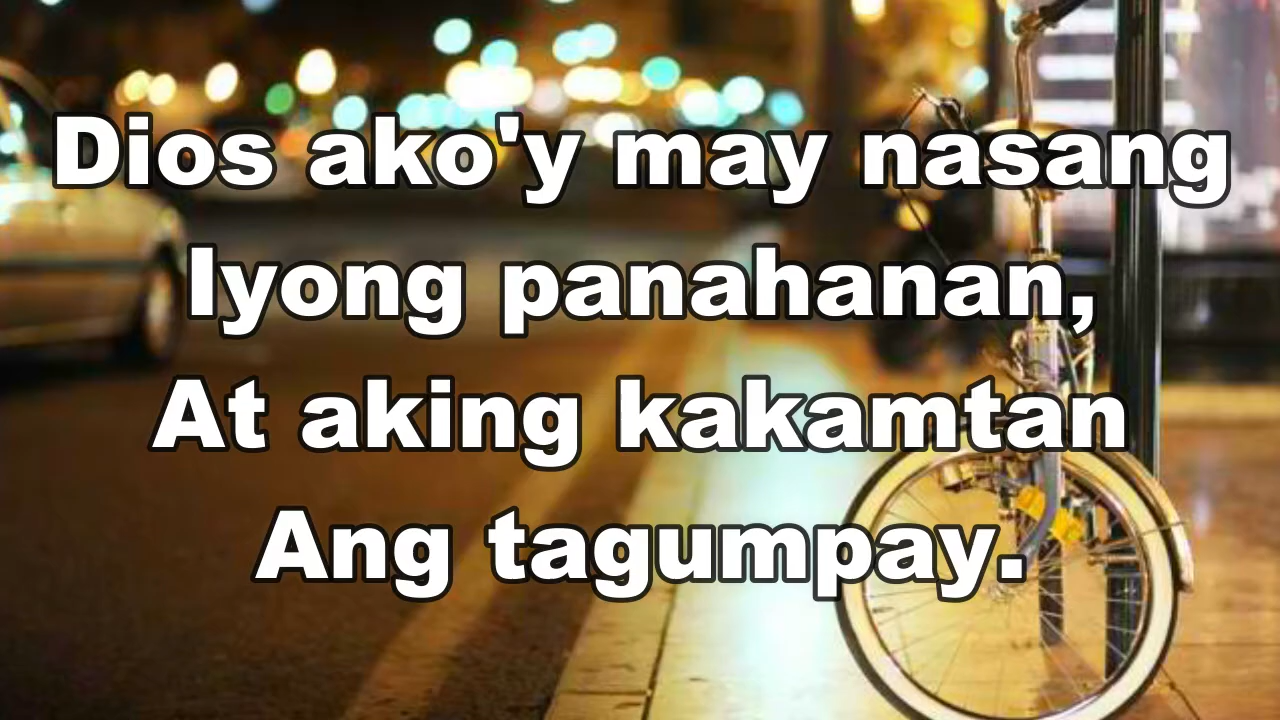 Dios ako'y may nasang
Iyong panahanan,
At aking kakamtan
Ang tagumpay.